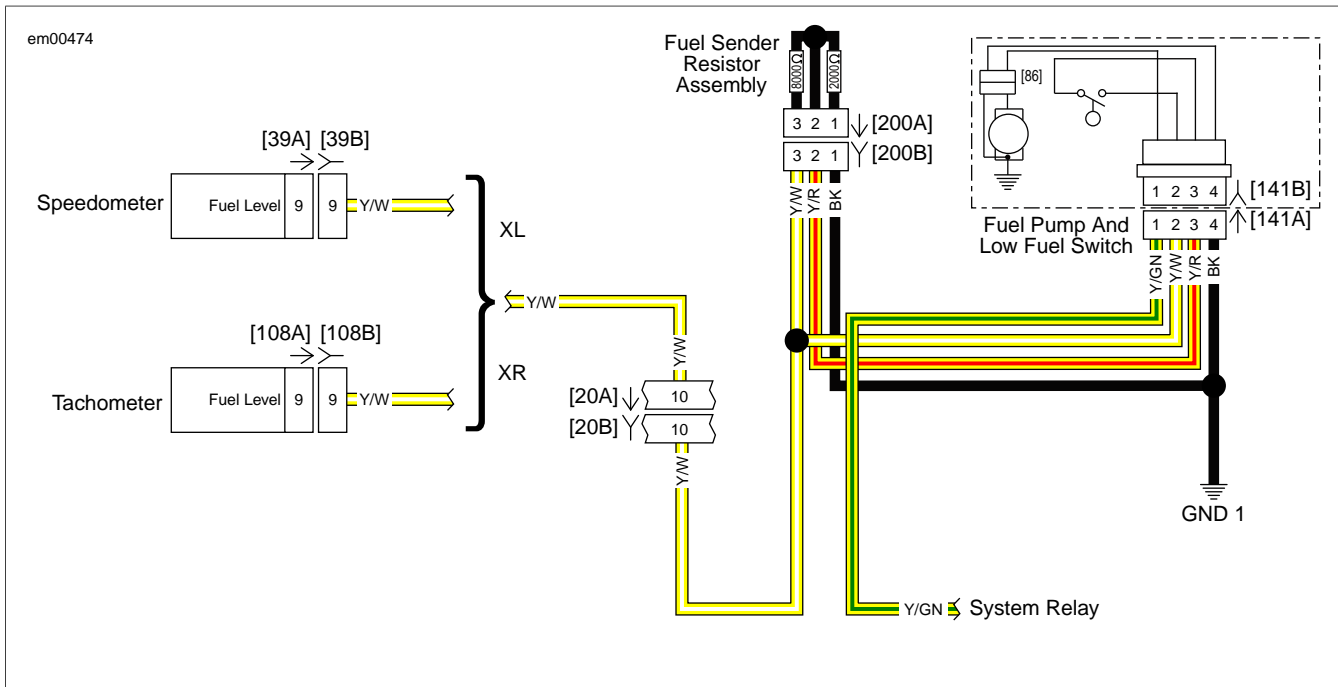 em00474
Fuel Sender
Resistor
Assembly
8000Ω
2000Ω
3 2 1
[200A]
3 2 1
[200B]
Y/W
Y/R
BK
[86]
1 2 3 4
[141B]
Fuel Pump And
Low Fuel Switch
1 2 3 4
[141A]
Y/GN
Y/W
Y/R
BK
[39A] [39B]
Speedometer
Fuel Level 9 9 Y/W
XL
Y/W
[108A] [108B]
XR
Tachometer
Fuel Level 9 9 Y/W
Y/W
[20A]
10
[20B]
10
Y/W
GND 1
Y/GN
System Relay